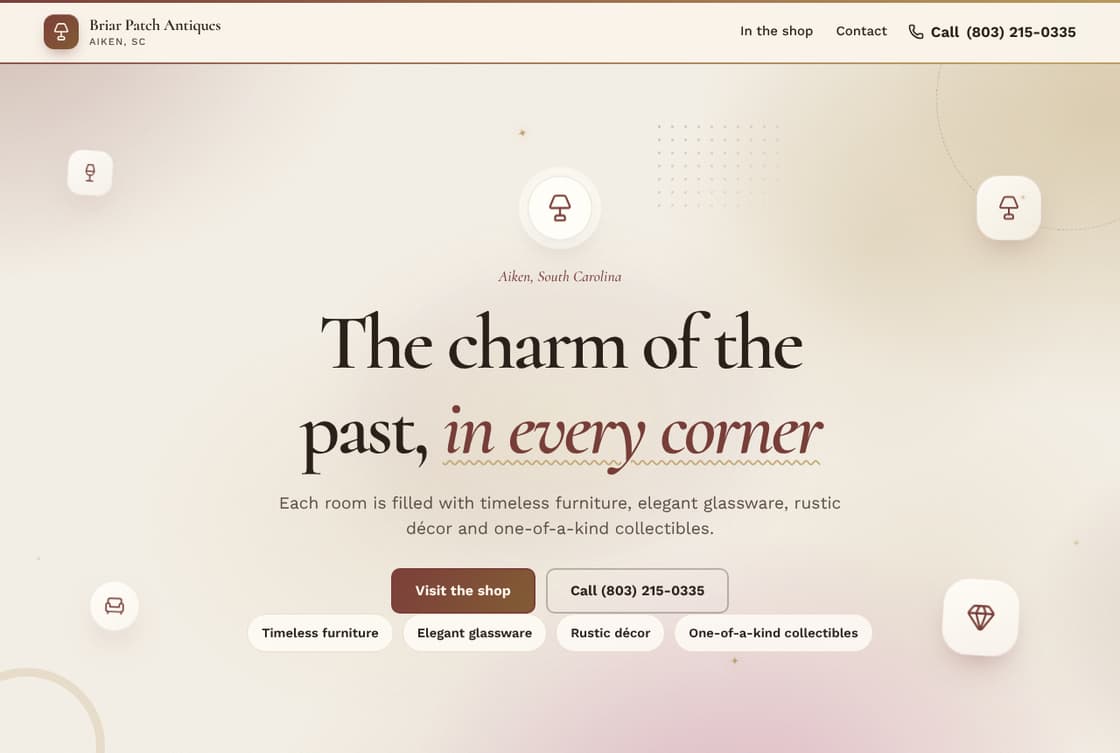 Briar Patch Antiques
AIKEN, SC
In the shop
Contact
Call (803) 215-0335
Aiken, South Carolina
The charm of the
past, in every corner
Each room is filled with timeless furniture, elegant glassware, rustic
décor and one-of-a-kind collectibles.
Visit the shop
Call (803) 215-0335
Timeless furniture
Elegant glassware
Rustic décor
One-of-a-kind collectibles